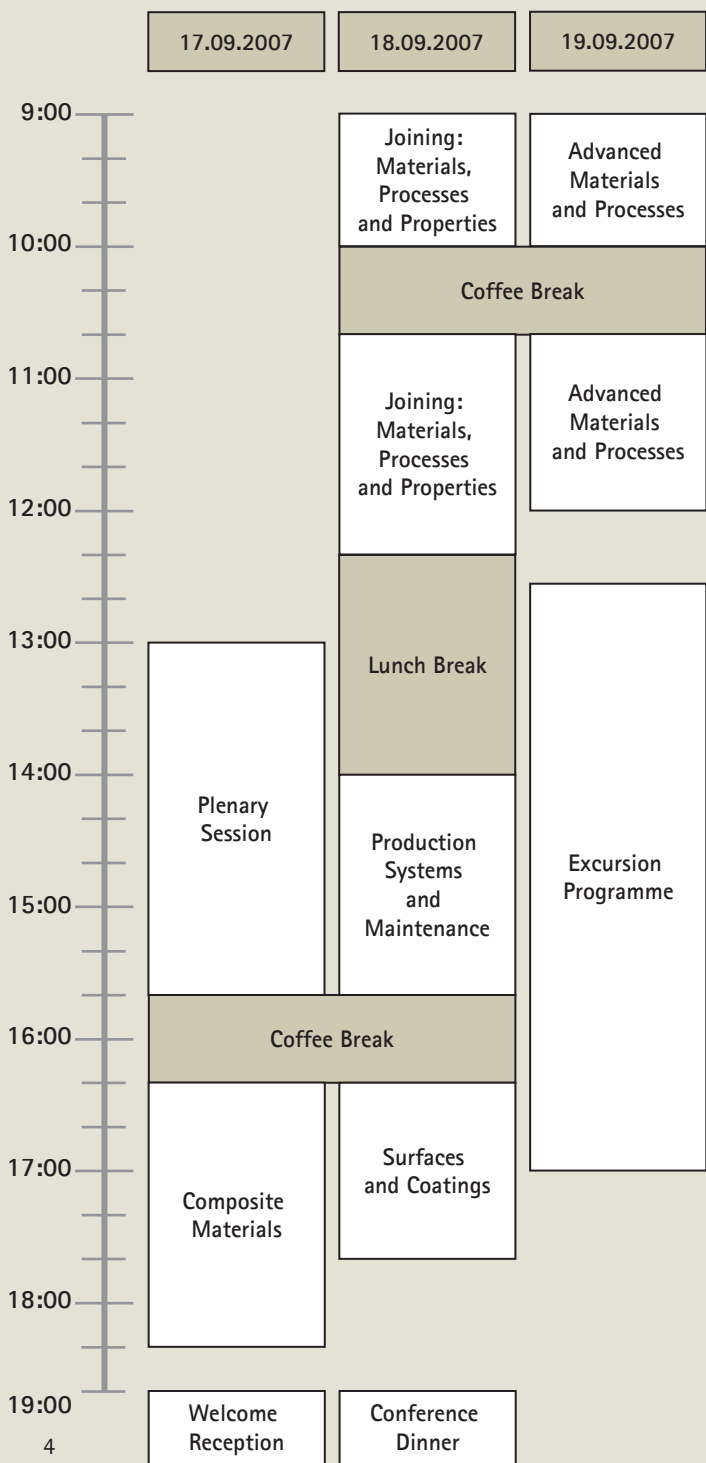 17.09.2007
18.09.2007
19.09.2007
9:00
Joining:
Materials,
Processes
and Properties
Advanced
Materials
and Processes
10:00
Coffee Break
11:00
Joining:
Materials,
Processes
and Properties
Advanced
Materials
and Processes
12:00
Lunch Break
13:00
Plenary
Session
14:00
Production
Systems
and
Maintenance
Excursion
Programme
15:00
16:00
Coffee Break
17:00
Composite
Materials
Surfaces
and Coatings
18:00
19:00
Welcome
Reception
Conference
Dinner
4